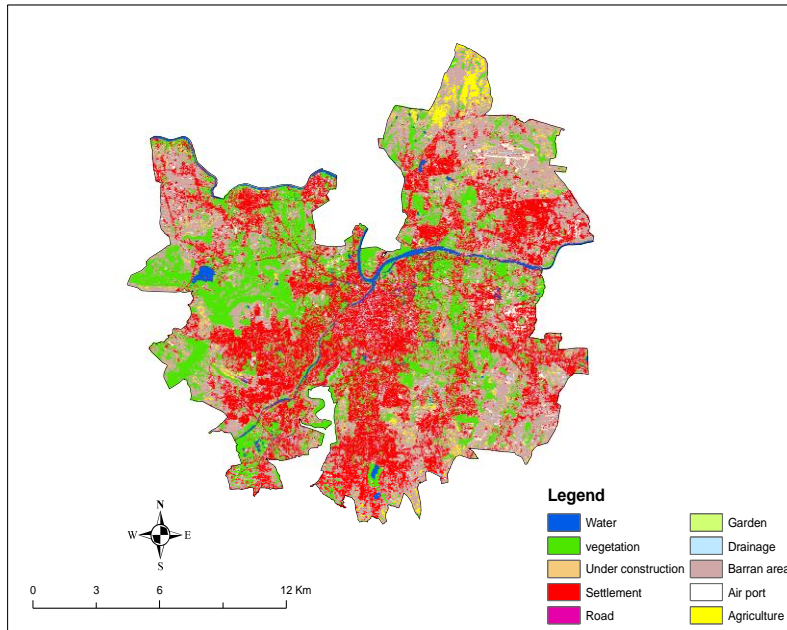 N
W E
S
0 3 6 12 Km
Legend
Water
vegetation
Under construction
Settlement
Road
Garden
Drainage
Barran area
Air port
Agriculture